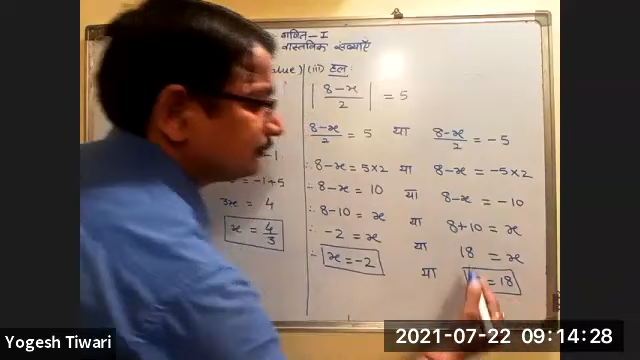 गणित-I
वास्तविक संख्याएँ
alue) (iii) हल:
| 8-x/2 | = 5
8-x/2 = 5 या 8-x/2 = -5
-1
∴ 8-x = 5×2 या 8-x = -5×2
= -1+5
∴ 8-x = 10 या 8-x = -10
3x = 4
∴ 8-10 = x या 8+10 = x
x = 4/3
∴ -2 = x या 18 = x
∴ x = -2 या = 18
Yogesh Tiwari
2021-07-22 09:14:28